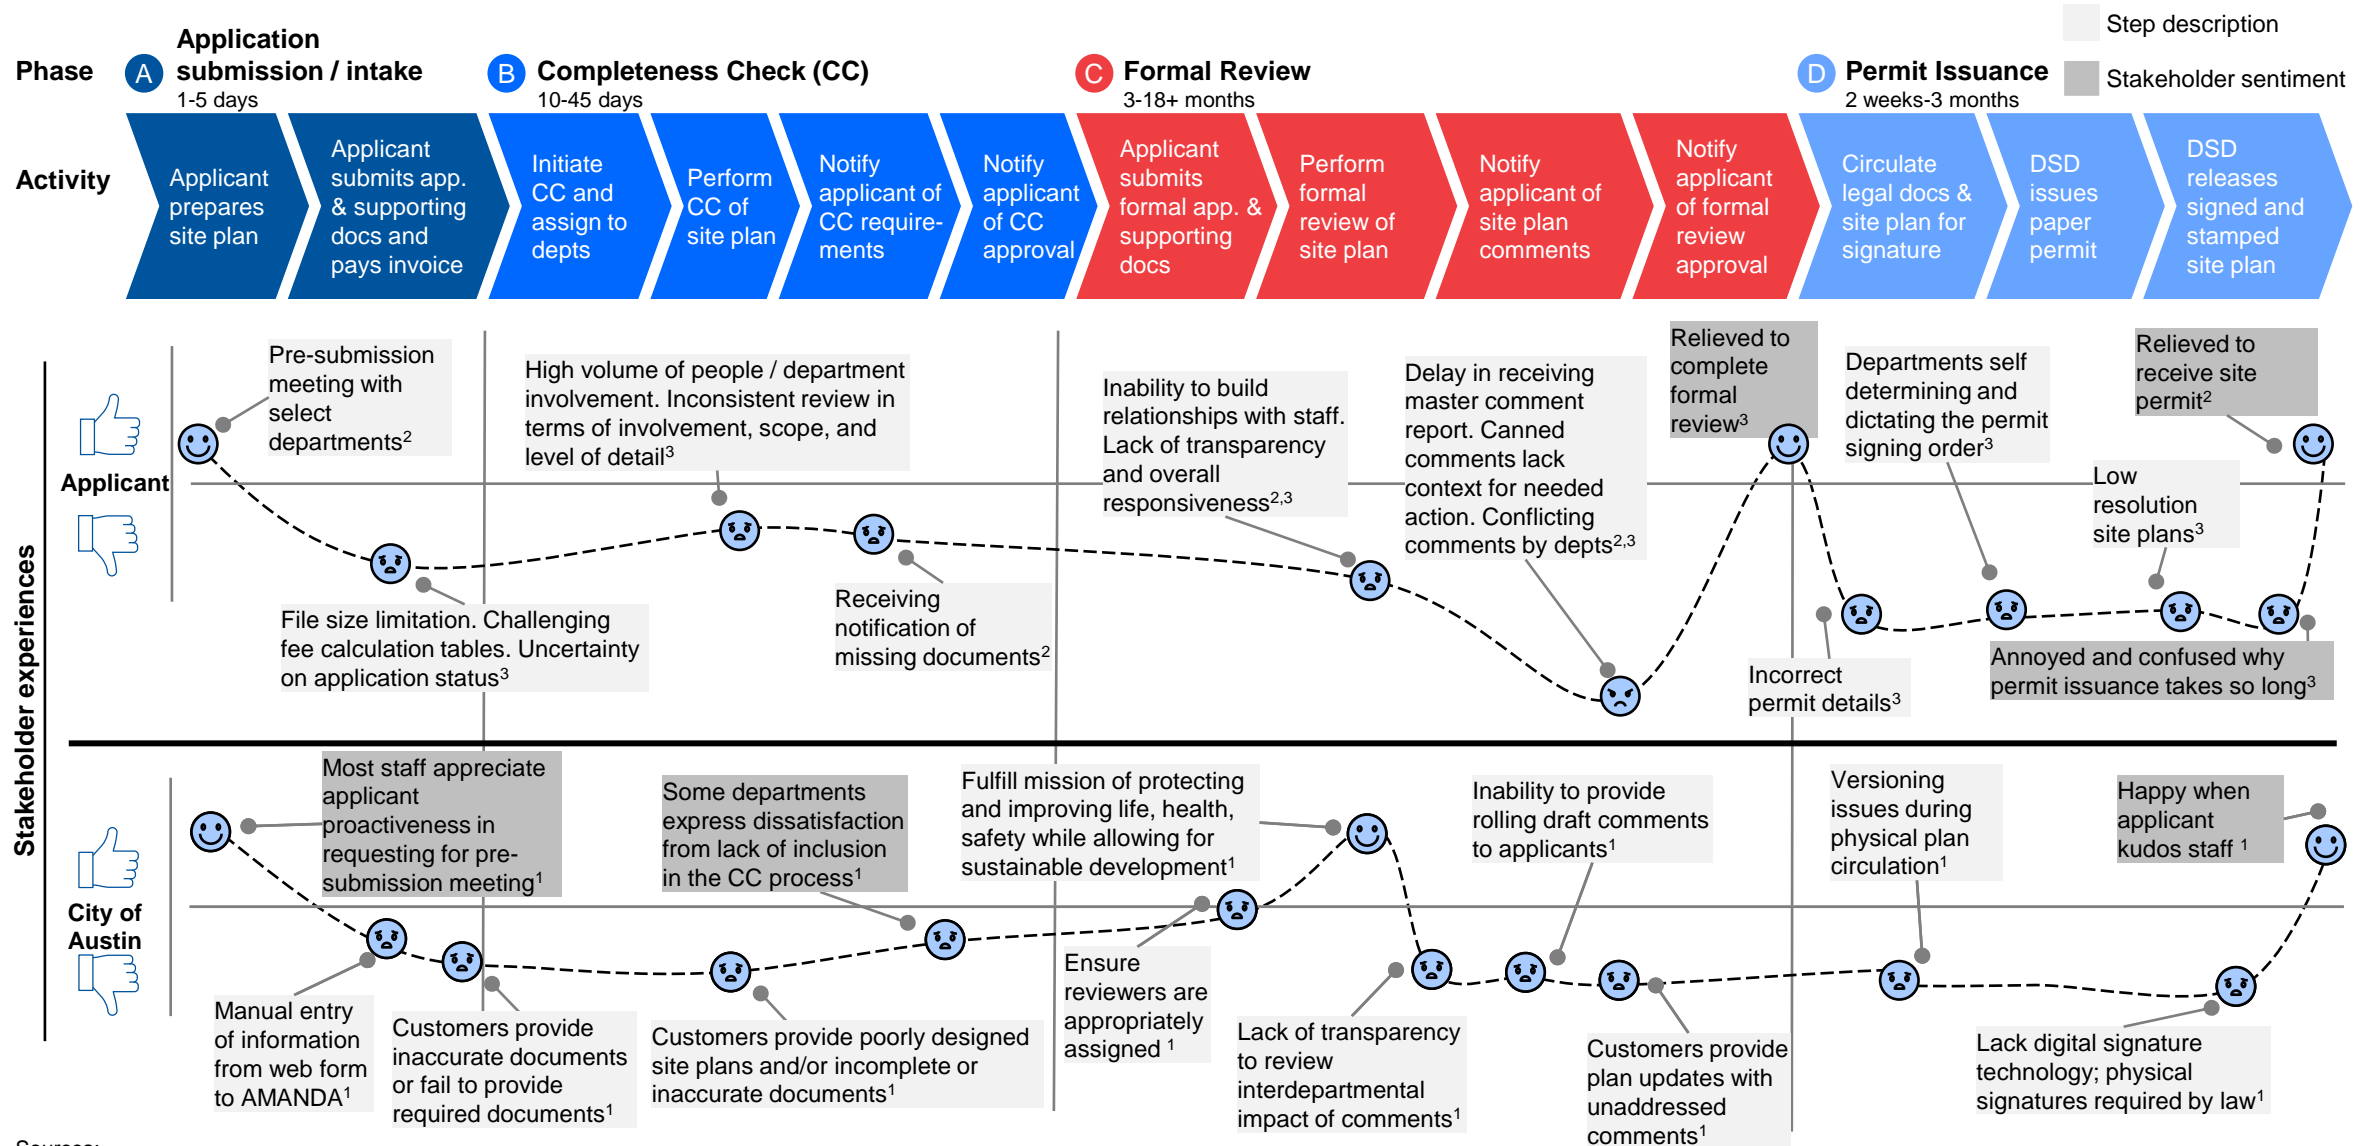 Step description
Stakeholder sentiment
Phase
A
Application
submission / intake
1-5 days
B
Completeness Check (CC)
10-45 days
C
Formal Review
3-18+ months
D
Permit Issuance
2 weeks-3 months
Activity
Applicant
prepares
site plan
Applicant
submits app.
& supporting
docs and
pays invoice
Initiate
CC and
assign to
depts
Perform
CC of
site plan
Notify
applicant of
CC require-
ments
Notify
applicant
of CC
approval
Applicant
submits
formal app. &
supporting
docs
Perform
formal
review of
site plan
Notify
applicant of
site plan
comments
Notify
applicant
of formal
review
approval
Circulate
legal docs &
site plan for
signature
DSD
issues
paper
permit
DSD
releases
signed and
stamped
site plan
Stakeholder experiences
Applicant
Pre-submission
meeting with
select
departments2
File size limitation. Challenging
fee calculation tables. Uncertainty
on application status3
High volume of people / department
involvement. Inconsistent review in
terms of involvement, scope, and
level of detail3
Receiving
notification of
missing documents2
Inability to build
relationships with staff.
Lack of transparency
and overall
responsiveness2,3
Delay in receiving
master comment
report. Canned
comments lack
context for needed
action. Conflicting
comments by depts2,3
Relieved to
complete
formal
review3
Incorrect
permit details3
Departments self
determining and
dictating the permit
signing order3
Low
resolution
site plans3
Annoyed and confused why
permit issuance takes so long3
Relieved to
receive site
permit2
City of
Austin
Most staff appreciate
applicant
proactiveness in
requesting for pre-
submission meeting1
Manual entry
of information
from web form
to AMANDA1
Customers provide
inaccurate documents
or fail to provide
required documents1
Some departments
express dissatisfaction
from lack of inclusion
in the CC process1
Customers provide poorly designed
site plans and/or incomplete or
inaccurate documents1
Fulfill mission of protecting
and improving life, health,
safety while allowing for
sustainable development1
Ensure
reviewers are
appropriately
assigned 1
Lack of transparency
to review
interdepartmental
impact of comments1
Inability to provide
rolling draft comments
to applicants1
Customers provide
plan updates with
unaddressed
comments1
Versioning
issues during
physical plan
circulation1
Lack digital signature
technology; physical
signatures required by law1
Happy when
applicant
kudos staff 1